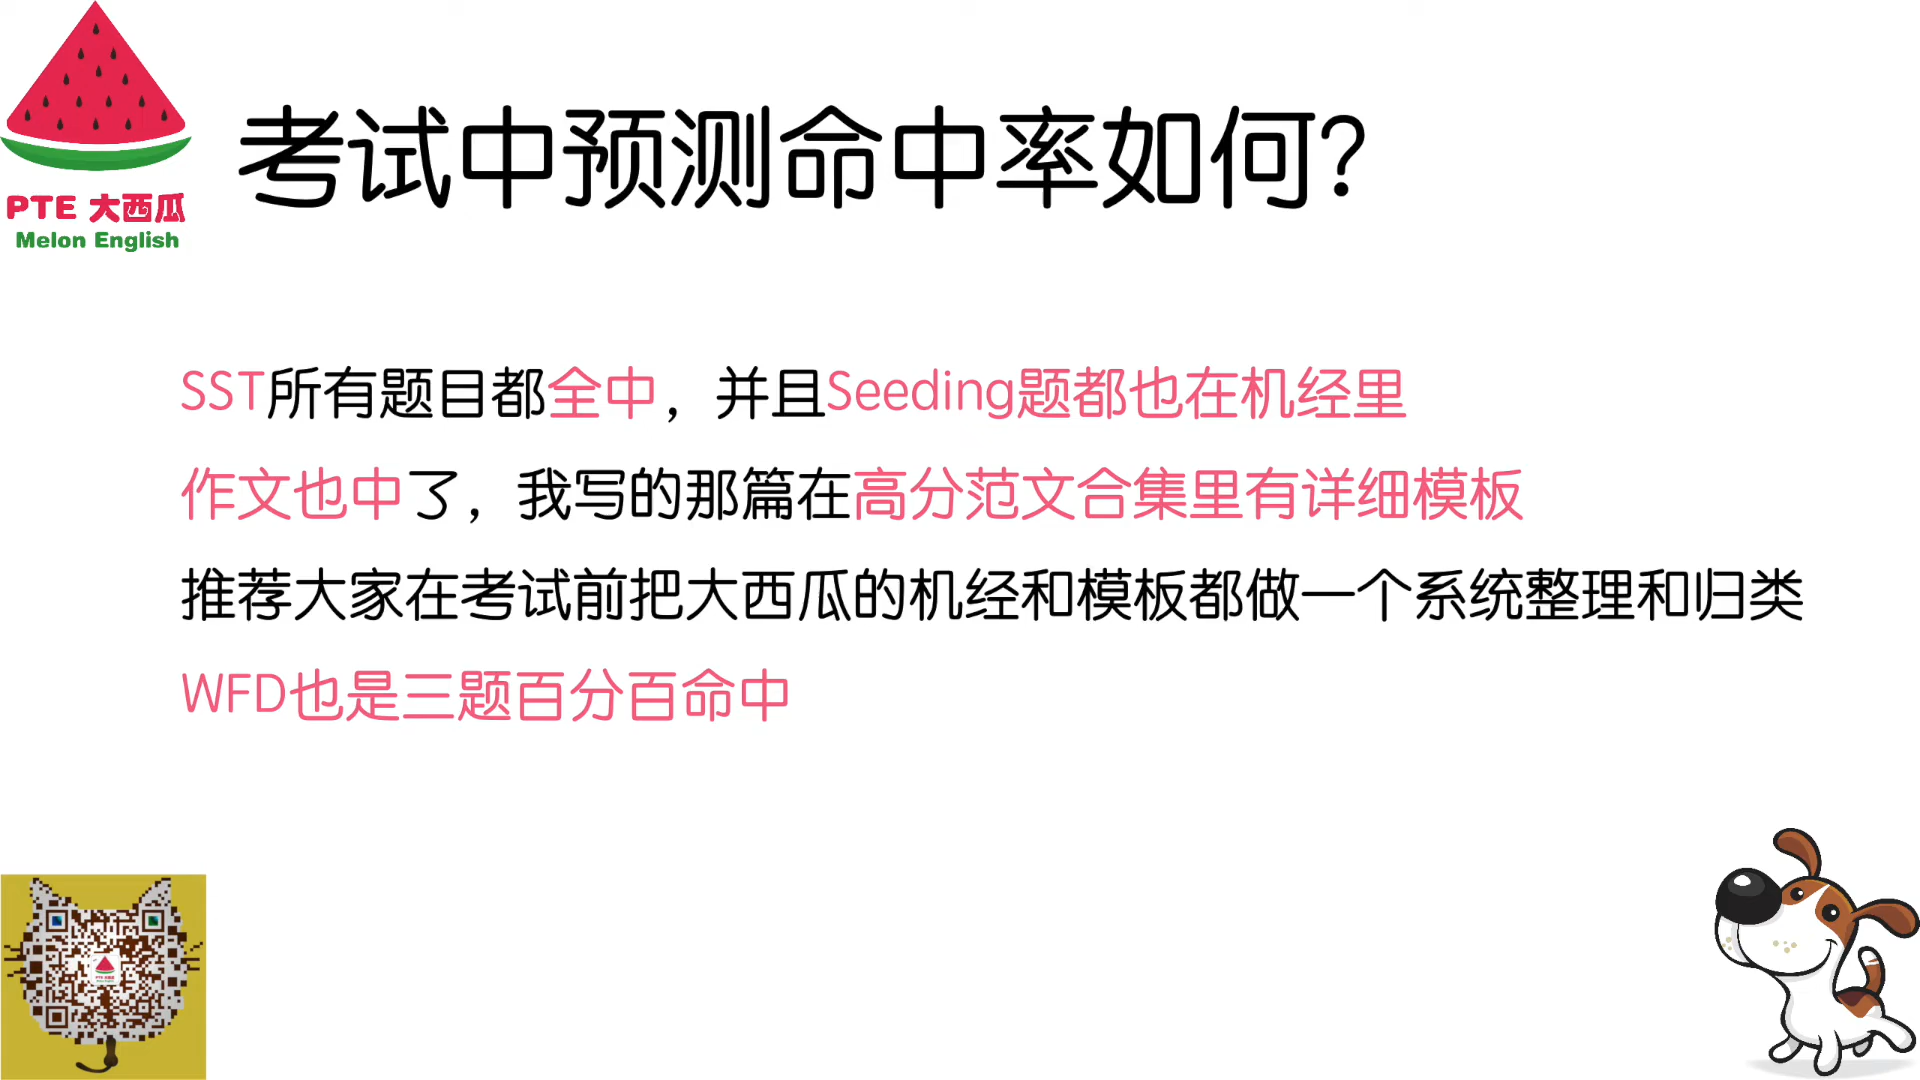 PTE 大西瓜
Melon English
考试中预测命中率如何?
SST所有题目都全中，并且Seeding题都也在机经里
作文也中了，我写的那篇在高分范文合集里有详细模板
推荐大家在考试前把大西瓜的机经和模板都做一个系统整理和归类
WFD也是三题百分百命中